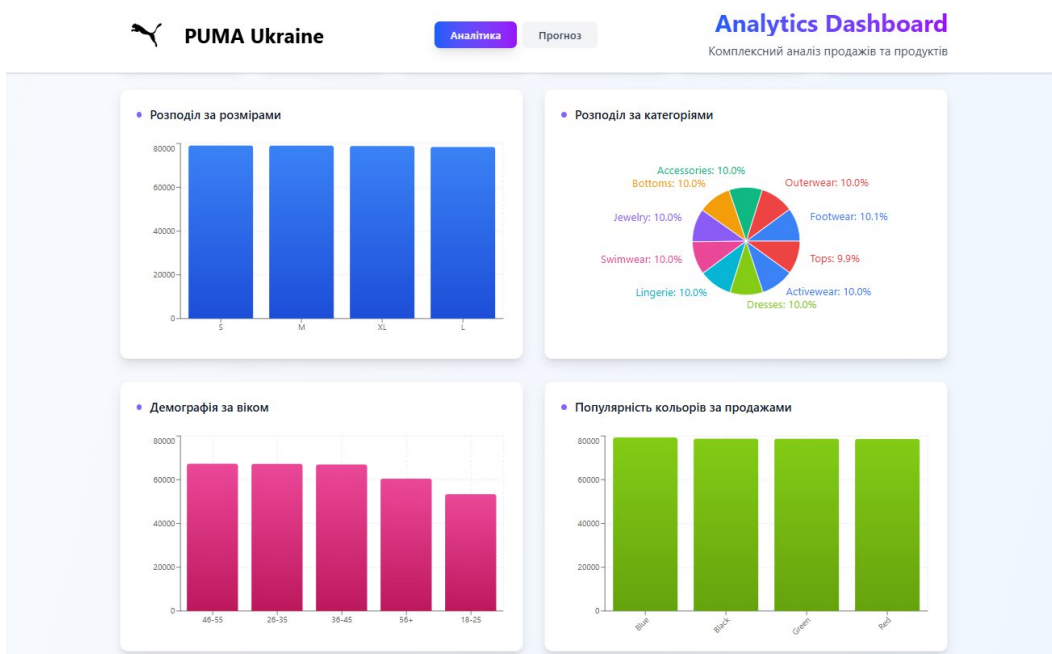 PUMA Ukraine
Аналітика
Прогноз
Analytics Dashboard
Комплексний аналіз продажів та продуктів
Розподіл за розмірами
80000
60000
40000
20000
0
S M XL L
Розподіл за категоріями
Accessories: 10.0%
Bottoms: 10.0%
Outerwear: 10.0%
Jewelry: 10.0%
Footwear: 10.1%
Swimwear: 10.0%
Tops: 9.9%
Lingerie: 10.0%
Activewear: 10.0%
Dresses: 10.0%
Демографія за віком
80000
60000
40000
20000
0
46-55 26-35 36-45 56+ 18-25
Популярність кольорів за продажами
80000
60000
40000
20000
0
Blue Black Green Red